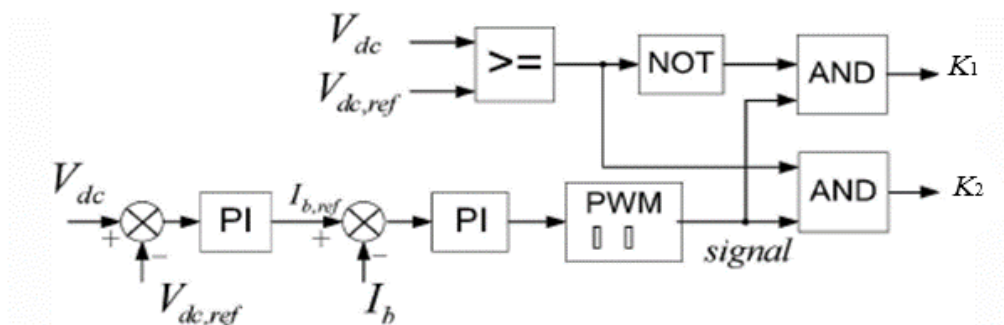 V_dc
V_dc,ref
>=
NOT
AND
K1
V_dc
+
−
V_dc,ref
PI
I_b,ref
+
−
I_b
PI
PWM
signal
AND
K2